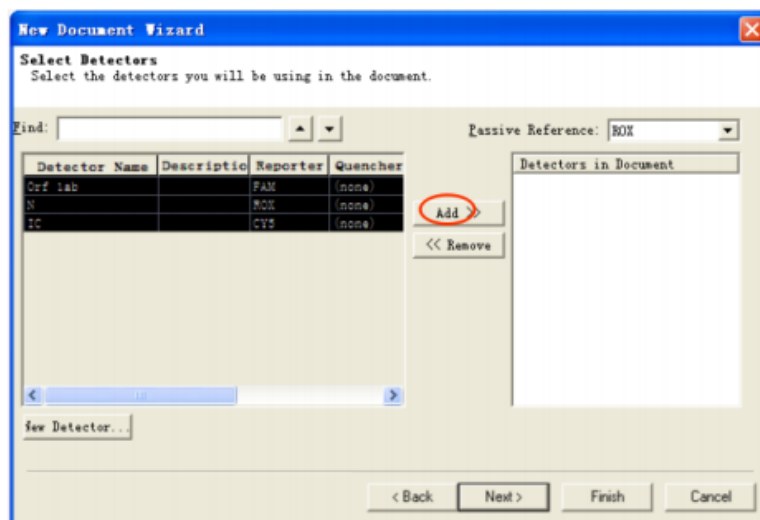 New Document Wizard
Select Detectors
Select the detectors you will be using in the document.
Find:
Passive Reference: ROX
Detector Name Descriptio Reporter Quencher
Orf 1ab FAM (none)
N ROX (none)
IC CY5 (none)
Detectors in Document
Add >>
<< Remove
New Detector...
< Back Next > Finish Cancel